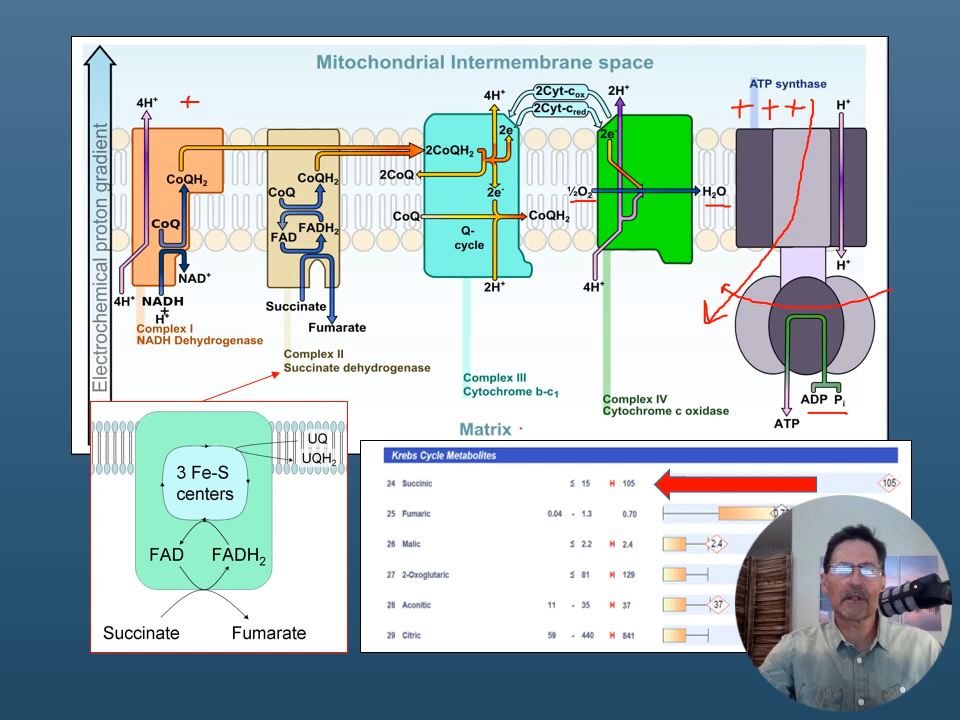 Mitochondrial Intermembrane space
ATP synthase
Electrochemical proton gradient
4H⁺
+
4H⁺
2Cyt-c_ox
2Cyt-c_red
2H⁺
+ + +
H⁺
2e⁻
2e⁻
CoQH₂
CoQH₂
2CoQH₂
2CoQ
CoQ
CoQ
FAD
FADH₂
2e⁻
CoQ
CoQH₂
Q-
cycle
½O₂
H₂O
NAD⁺
4H⁺
NADH
+
H⁺
Succinate
Fumarate
2H⁺
4H⁺
H⁺
Complex I
NADH Dehydrogenase
Complex II
Succinate dehydrogenase
Complex III
Cytochrome b-c₁
Complex IV
Cytochrome c oxidase
ADP Pᵢ
ATP
Matrix
UQ
UQH₂
3 Fe-S
centers
FAD FADH₂
Succinate Fumarate
Krebs Cycle Metabolites
24 Succinic ≤ 15 H 105 105
25 Fumaric 0.04 - 1.3 0.70
26 Malic ≤ 2.2 H 2.4 2.4
27 2-Oxoglutaric ≤ 81 H 129
28 Aconitic 11 - 35 H 37 37
29 Citric 59 - 440 H 841